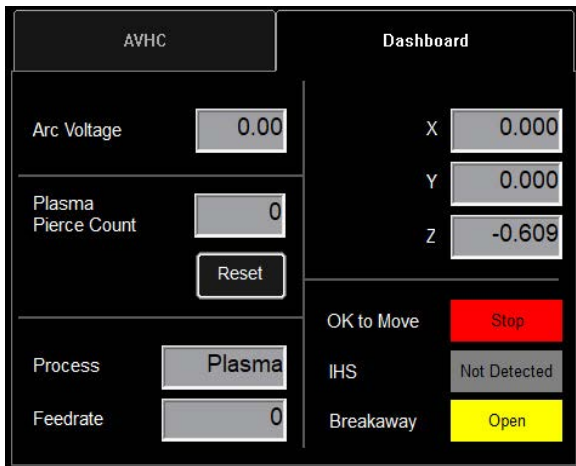 AVHC
Dashboard
Arc Voltage
0.00
Plasma
Pierce Count
0
Reset
Process
Plasma
Feedrate
0
X
0.000
Y
0.000
Z
-0.609
OK to Move
Stop
IHS
Not Detected
Breakaway
Open